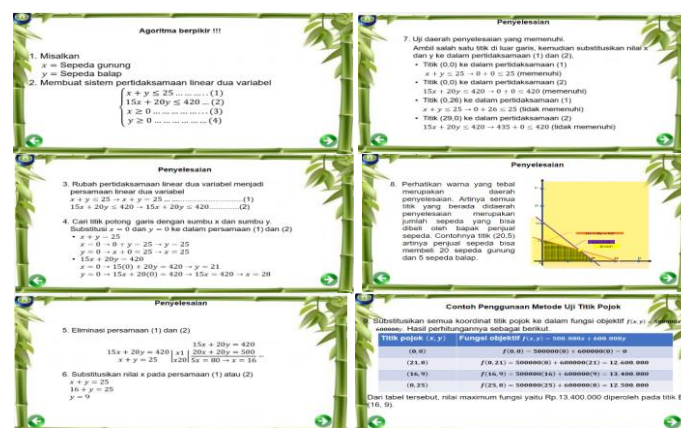 Agoritma berpikir !!!
1. Misalkan
x = Sepeda gunung
y = Sepeda balap
2. Membuat sistem pertidaksamaan linear dua variabel
x + y ≤ 25 ... ... ... .. (1)
15x + 20y ≤ 420 ... (2)
x ≥ 0 ... ... ... ... ... . . (3)
y ≥ 0 ... ... ... ... ... ... (4)
Penyelesaian
3. Rubah pertidaksamaan linear dua variabel menjadi
persamaan linear dua variabel
x + y ≤ 25 → x + y = 25 ... (1)
15x + 20y ≤ 420 → 15x + 20y ≤ 420 ... (2)
4. Cari titik potong garis dengan sumbu x dan sumbu y.
Substitusi x = 0 dan y = 0 ke dalam persamaan (1) dan (2)
• x + y = 25
x = 0 → 0 + y = 25 → y = 25
y = 0 → x + 0 = 25 → x = 25
• 15x + 20y = 420
x = 0 → 15(0) + 20y = 420 → y = 21
y = 0 → 15x + 20(0) = 420 → 15x = 420 → x = 28
Penyelesaian
5. Eliminasi persamaan (1) dan (2)
15x + 20y = 420
15x + 20y = 420 |x1| 20x + 20y = 500 −
x + y = 25 |x20| 5x = 80 → x = 16
6. Substitusikan nilai x pada persamaan (1) atau (2)
x + y = 25
16 + y = 25
y = 9
Penyelesaian
7. Uji daerah penyelesaian yang memenuhi.
Ambil salah satu titik di luar garis, kemudian substitusikan nilai x
dan y ke dalam pertidaksamaan (1) dan (2),
• Titik (0,0) ke dalam pertidaksamaan (1)
x + y ≤ 25 → 0 + 0 ≤ 25 (memenuhi)
• Titik (0,0) ke dalam pertidaksamaan (2)
15x + 20y ≤ 420 → 0 + 0 ≤ 420 (memenuhi)
• Titik (0,26) ke dalam pertidaksamaan (1)
x + y ≤ 25 → 0 + 26 ≤ 25 (tidak memenuhi)
• Titik (29,0) ke dalam pertidaksamaan (2)
15x + 20y ≤ 420 → 435 + 0 ≤ 420 (tidak memenuhi)
Penyelesaian
8. Perhatikan warna yang tebal
merupakan daerah
penyelesaian. Artinya semua
titik yang berada didaerah
penyelesaian merupakan
jumlah sepeda yang bisa
dibeli oleh bapak penjual
sepeda. Contohnya titik (20,5)
artinya penjual sepeda bisa
membeli 20 sepeda gunung
dan 5 sepeda balap.
Contoh Penggunaan Metode Uji Titik Pojok
Substitusikan semua koordinat titik pojok ke dalam fungsi objektif
Hasil perhitungannya sebagai berikut.
Titik pojok (x, y) Fungsi objektif f(x, y) = 500.000x + 600.000y
(0, 0) f(0, 0) = 500000(0) + 600000(0) = 0
(21, 0) f(0, 21) = 500000(0) + 600000(21) = 12.600.000
(16, 9) f(16, 9) = 500000(16) + 600000(9) = 13.400.000
(0, 25) f(25, 0) = 500000(25) + 600000(0) = 12.500.000
Dari tabel tersebut, nilai maximum fungsi yaitu Rp.13.400.000 diperoleh pada titik
(16, 9).